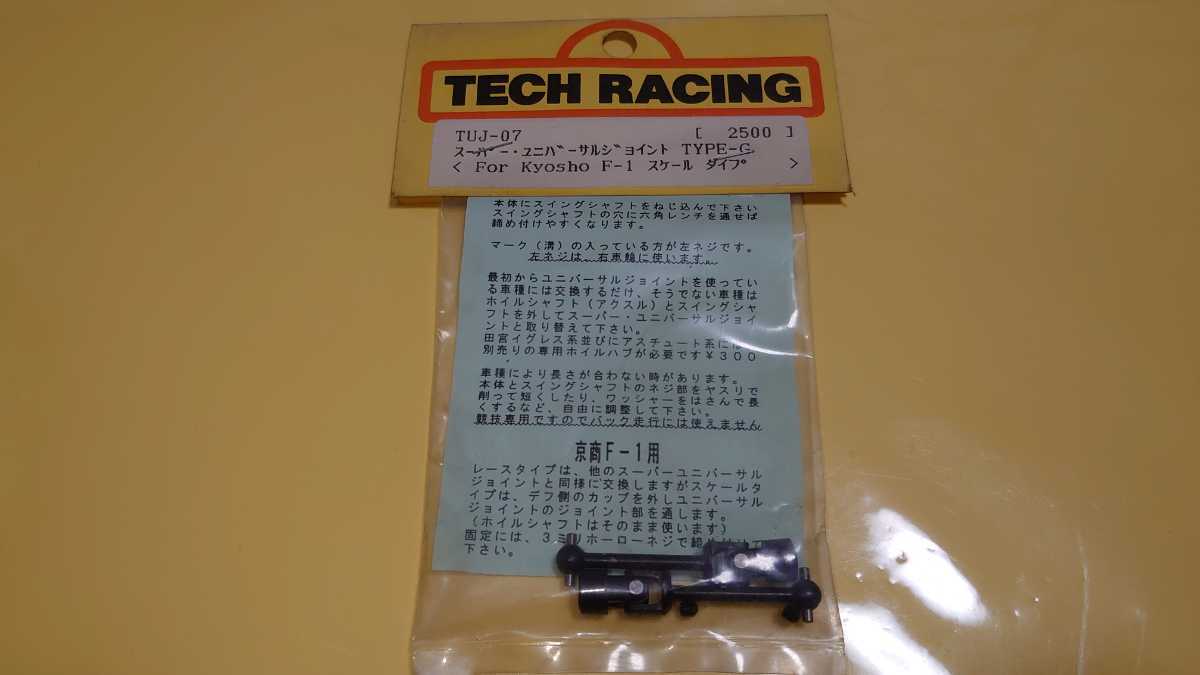 TECH RACING
TUJ-07 [ 2500 ]
スーパー・ユニバーサルジョイント TYPE-G
< For Kyosho F-1 スケール タイプ >
本体にスイングシャフトをねじ込んで下さい
スイングシャフトの穴に六角レンチを通せば
締め付けやすくなります。
マーク(溝)の入っている方が左ネジです。
左ネジは、右車輪に使います。
最初からユニバーサルジョイントを使ってい
る車種には交換するだけ、そうでない車種は
ホイルシャフト(アクスル)とスイングシャ
フトを外してスーパー・ユニバーサルジョイ
ントと取り替えて下さい。
田宮イグレス系並びにアスチュート系には
別売りの専用ホイルハブが必要です¥300
車種により長さが合わない時があります。
本体とスイングシャフトのネジ部をヤスリで
削って短くしたり、ワッシャーをはさんで長
くするなど、自由に調整して下さい。
競技専用ですのでバック走行には使えません
京商F-1用
レースタイプは、他のスーパーユニバーサル
ジョイントと同様に交換しますがスケールタ
イプは、デフ側のカップを外しユニバーサル
ジョイントのジョイント部を通します。
(ホイルシャフトはそのまま使います)
固定には、3ミリホーローネジで締め付けて
下さい。